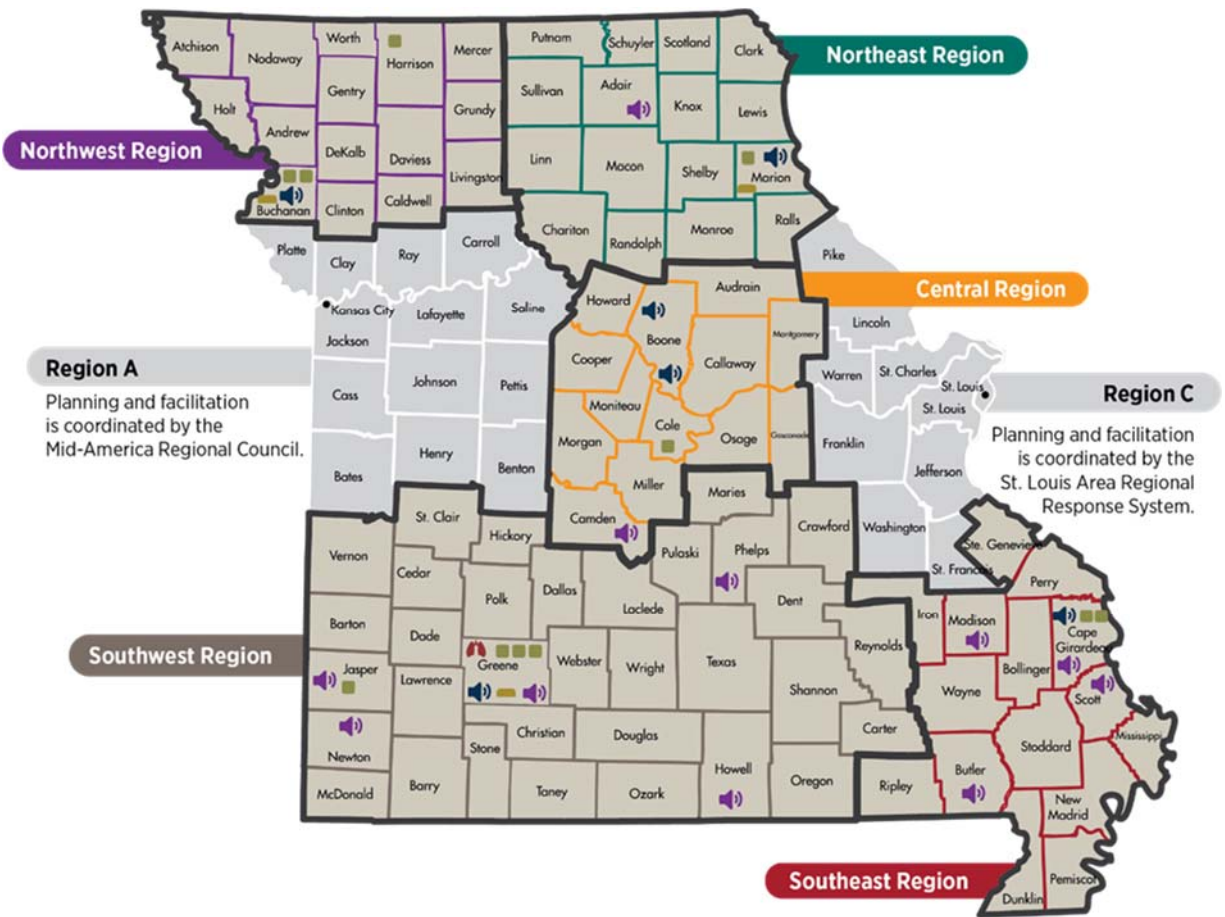 Atchison
Nodaway
Worth
Harrison
Mercer
Putnam
Schuyler
Scotland
Clark
Northeast Region
Gentry
Sullivan
Adair
Knox
Lewis
Holt
Grundy
Andrew
Northwest Region
DeKalb
Daviess
Livingston
Linn
Macon
Shelby
Marion
Buchanan
Clinton
Caldwell
Chariton
Randolph
Monroe
Ralls
Platte
Clay
Ray
Carroll
Pike
Central Region
Kansas City
Lafayette
Saline
Howard
Audrain
Boone
Montgomery
Lincoln
Jackson
Cooper
Callaway
Region A
Planning and facilitation
is coordinated by the
Mid-America Regional Council.
Cass
Johnson
Pettis
Moniteau
Cole
Osage
Gasconade
Warren
St. Charles
St. Louis
St. Louis
Region C
Planning and facilitation
is coordinated by the
St. Louis Area Regional
Response System.
Franklin
Jefferson
Bates
Henry
Benton
Morgan
Miller
Maries
Camden
Crawford
Washington
St. Clair
Hickory
Vernon
Cedar
Polk
Dallas
Laclede
Pulaski
Phelps
Dent
Ste. Genevieve
St. Francois
Perry
Barton
Dade
Iron
Madison
Cape
Girardeau
Bollinger
Reynolds
Southwest Region
Jasper
Lawrence
Greene
Webster
Wright
Texas
Shannon
Wayne
Scott
Newton
Christian
Stone
Douglas
Carter
Stoddard
Mississippi
McDonald
Barry
Taney
Ozark
Howell
Oregon
Ripley
Butler
New
Madrid
Southeast Region
Dunklin
Pemiscot